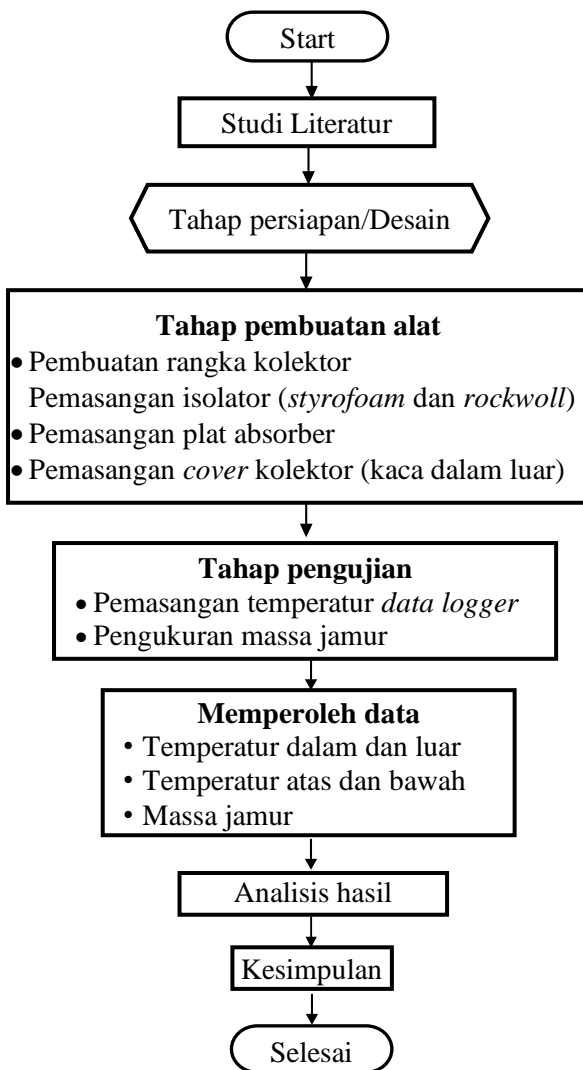 Start
Studi Literatur
Tahap persiapan/Desain
Tahap pembuatan alat
• Pembuatan rangka kolektor
Pemasangan isolator (styrofoam dan rockwoll)
• Pemasangan plat absorber
• Pemasangan cover kolektor (kaca dalam luar)
Tahap pengujian
• Pemasangan temperatur data logger
• Pengukuran massa jamur
Memperoleh data
• Temperatur dalam dan luar
• Temperatur atas dan bawah
• Massa jamur
Analisis hasil
Kesimpulan
Selesai